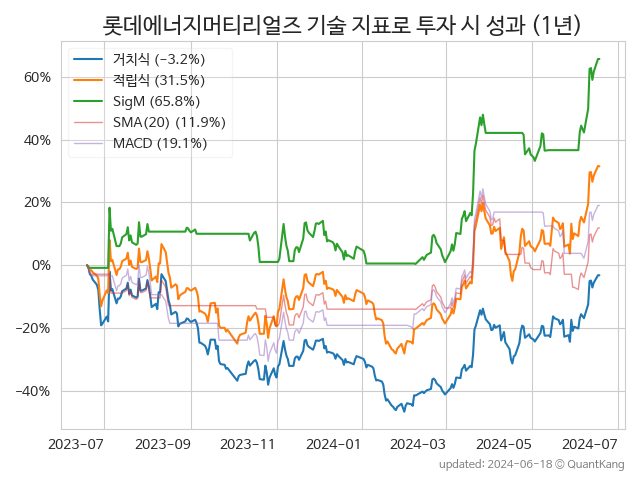 롯데에너지머티리얼즈 기술 지표로 투자 시 성과 (1년)
거치식 (−3.2%)
적립식 (31.5%)
SigM (65.8%)
SMA(20) (11.9%)
MACD (19.1%)
60%
40%
20%
0%
−20%
−40%
2023-07 2023-09 2023-11 2024-01 2024-03 2024-05 2024-07
updated: 2024-06-18 © QuantKang